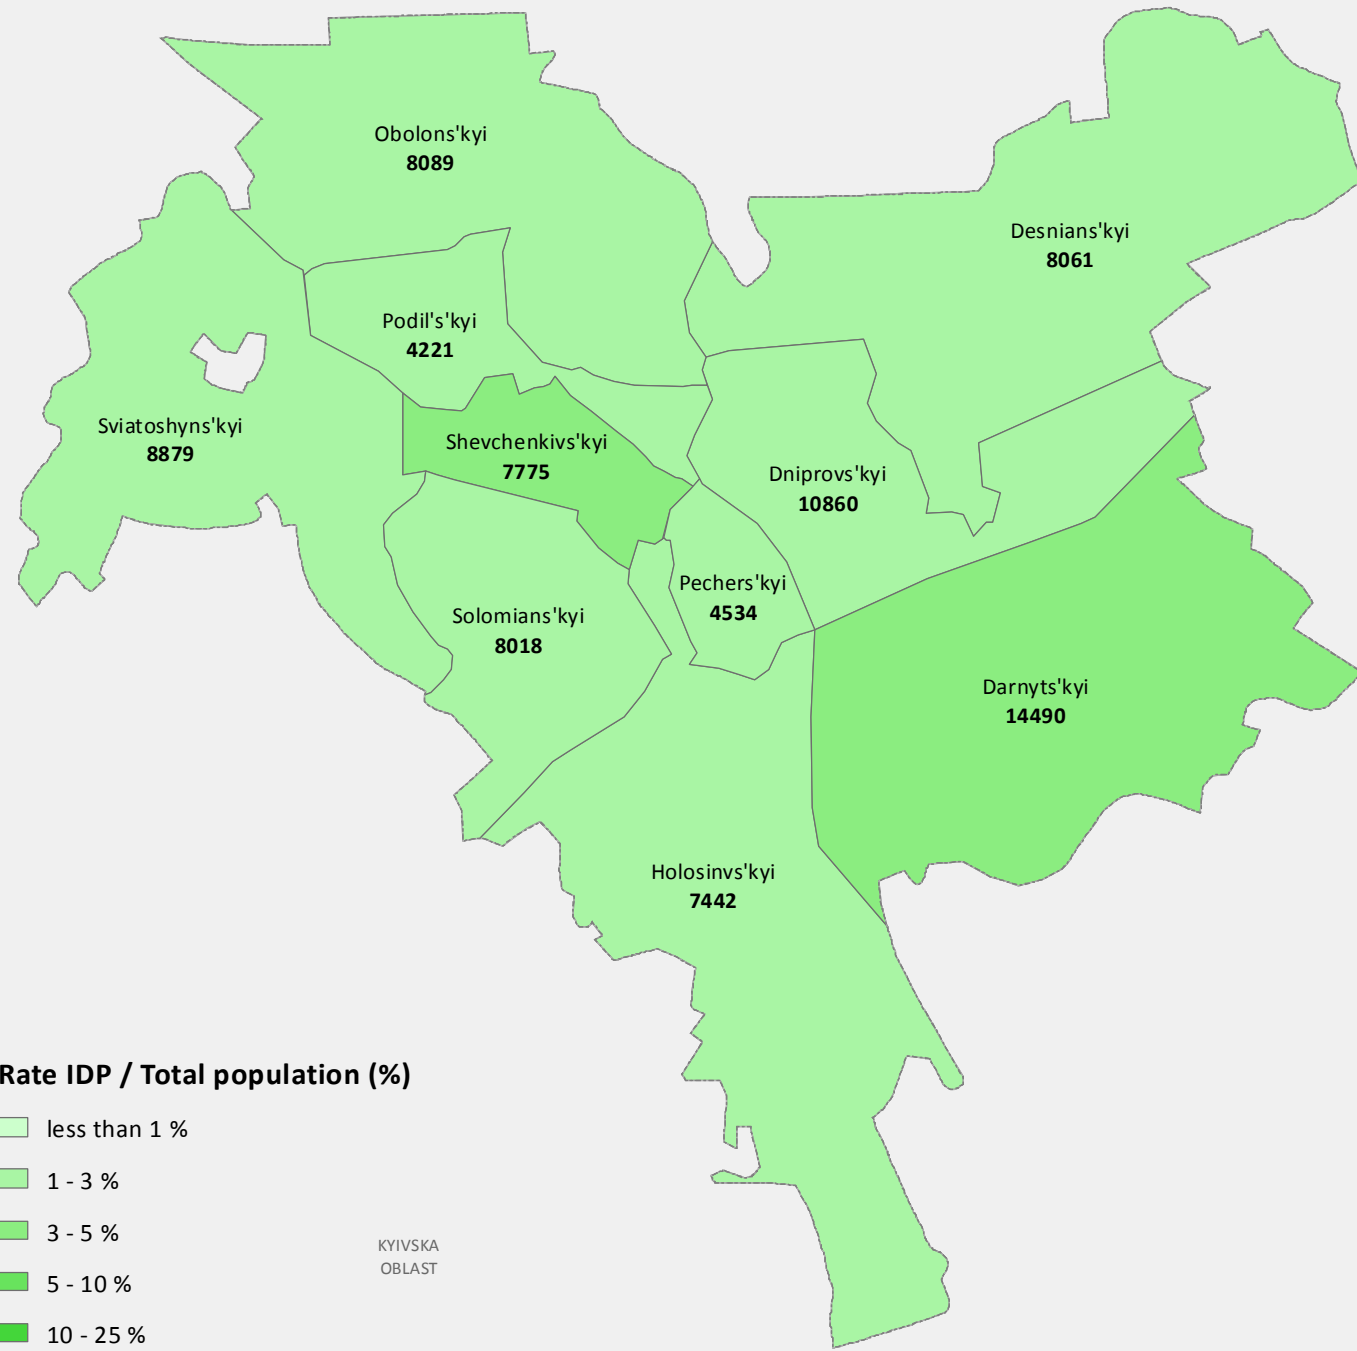 Obolons'kyi
8089
Desnians'kyi
8061
Podil's'kyi
4221
Sviatoshyns'kyi
8879
Shevchenkivs'kyi
7775
Dniprovs'kyi
10860
Pechers'kyi
4534
Solomians'kyi
8018
Darnyts'kyi
14490
Holosinvs'kyi
7442
Rate IDP / Total population (%)
less than 1 %
1 - 3 %
3 - 5 %
5 - 10 %
10 - 25 %
KYIVSKA
OBLAST